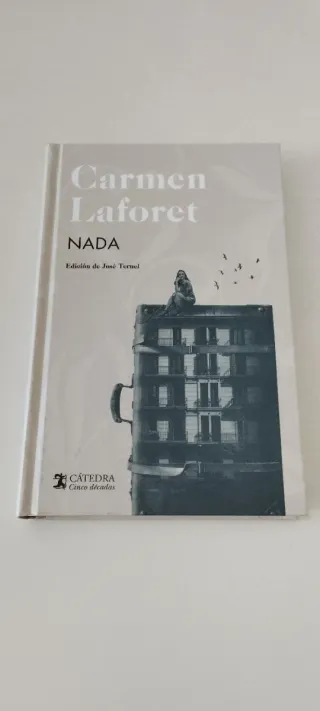 Carmen
Laforet
NADA
Edición de José Teruel
CÁTEDRA
Cinco décadas